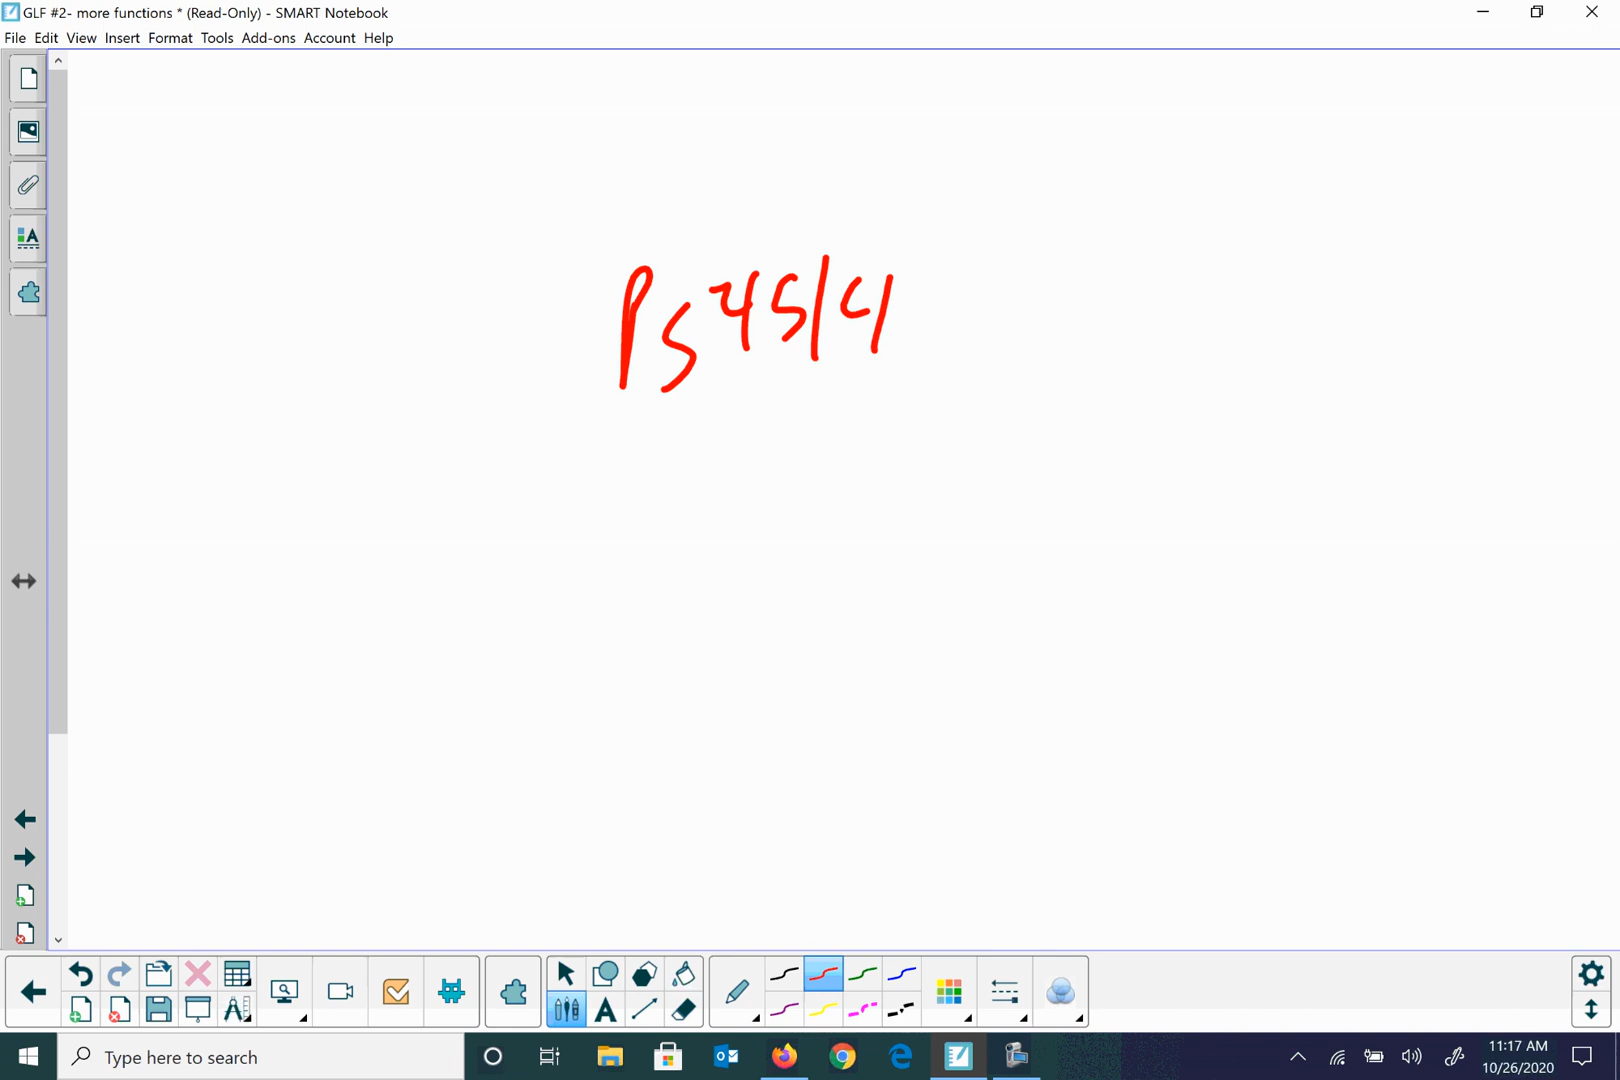 GLF #2- more functions * (Read-Only) - SMART Notebook
File Edit View Insert Format Tools Add-ons Account Help
Ps 45/4
Type here to search
11:17 AM
10/26/2020